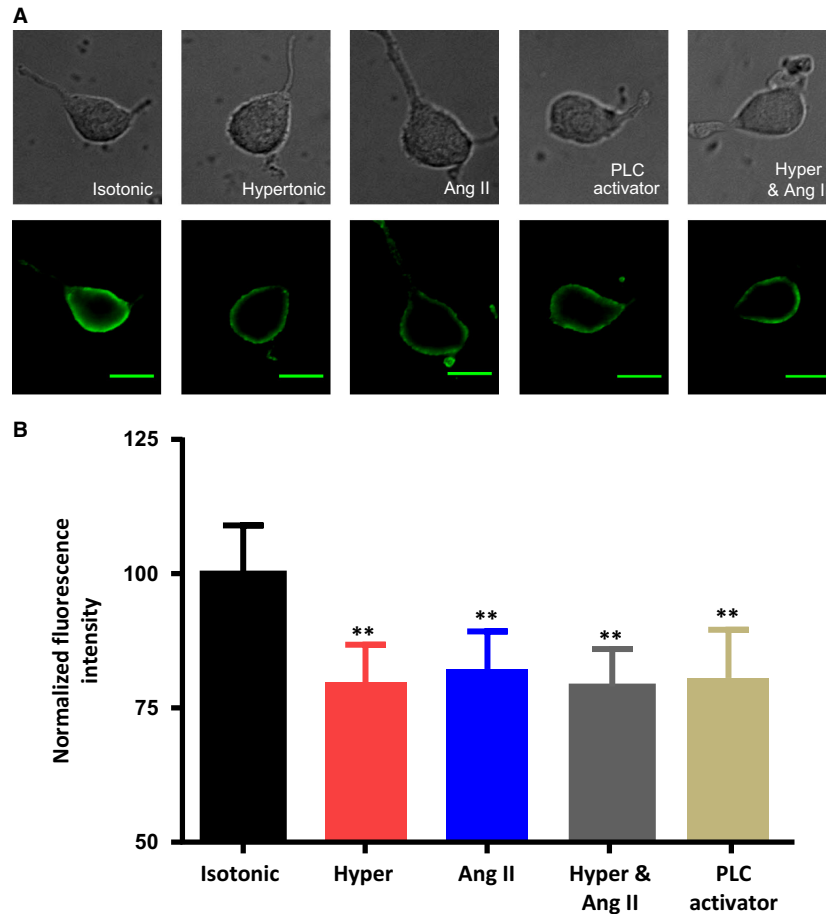 A
Isotonic
Hypertonic
Ang II
PLC
activator
Hyper
& Ang I
B
Normalized fluorescence
intensity
125
100
75
50
**
**
**
**
Isotonic
Hyper
Ang II
Hyper &
Ang II
PLC
activator